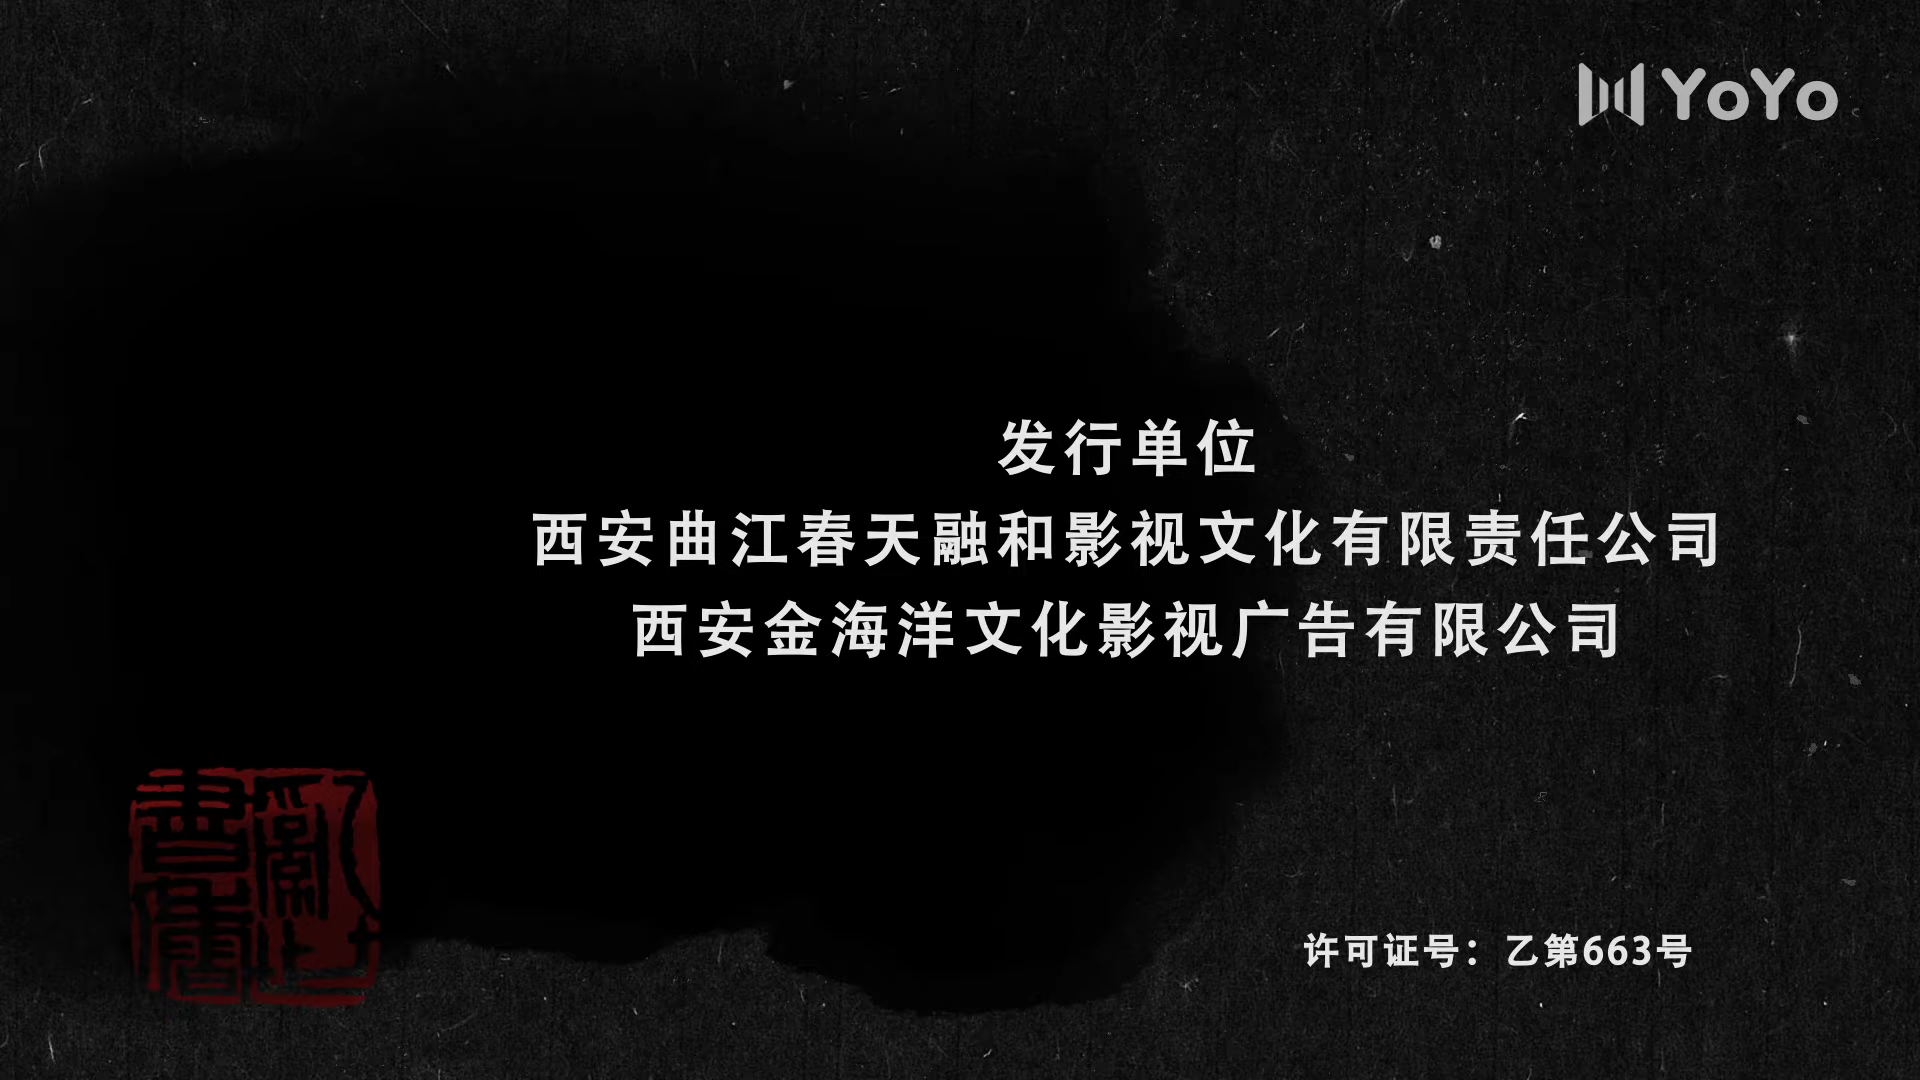 YoYo
发行单位
西安曲江春天融和影视文化有限责任公司
西安金海洋文化影视广告有限公司
许可证号：乙第663号